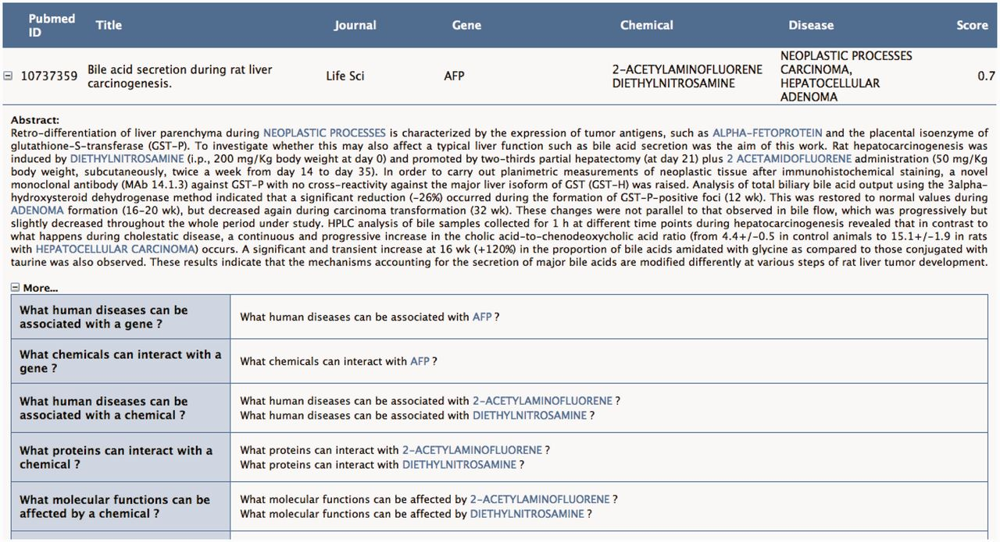 Pubmed ID Title Journal Gene Chemical Disease Score
10737359 Bile acid secretion during rat liver carcinogenesis. Life Sci AFP 2-ACETYLAMINOFLUORENE DIETHYLNITROSAMINE NEOPLASTIC PROCESSES CARCINOMA, HEPATOCELLULAR ADENOMA 0.7
Abstract:
Retro-differentiation of liver parenchyma during NEOPLASTIC PROCESSES is characterized by the expression of tumor antigens, such as ALPHA-FETOPROTEIN and the placental isoenzyme of
glutathione-S-transferase (GST-P). To investigate whether this may also affect a typical liver function such as bile acid secretion was the aim of this work. Rat hepatocarcinogenesis was
induced by DIETHYLNITROSAMINE (i.p., 200 mg/Kg body weight at day 0) and promoted by two-thirds partial hepatectomy (at day 21) plus 2 ACETAMIDOFLUORENE administration (50 mg/Kg
body weight, subcutaneously, twice a week from day 14 to day 35). In order to carry out planimetric measurements of neoplastic tissue after immunohistochemical staining, a novel
monoclonal antibody (MAb 14.1.3) against GST-P with no cross-reactivity against the major liver isoform of GST (GST-H) was raised. Analysis of total biliary bile acid output using the 3alpha-
hydroxysteroid dehydrogenase method indicated that a significant reduction (-26%) occurred during the formation of GST-P-positive foci (12 wk). This was restored to normal values during
ADENOMA formation (16-20 wk), but decreased again during carcinoma transformation (32 wk). These changes were not parallel to that observed in bile flow, which was progressively but
slightly decreased throughout the whole period under study. HPLC analysis of bile samples collected for 1 h at different time points during hepatocarcinogenesis revealed that in contrast to
what happens during cholestatic disease, a continuous and progressive increase in the cholic acid-to-chenodeoxycholic acid ratio (from 4.4+/-0.5 in control animals to 15.1+/-1.9 in rats
with HEPATOCELLULAR CARCINOMA) occurs. A significant and transient increase at 16 wk (+120%) in the proportion of bile acids amidated with glycine as compared to those conjugated with
taurine was also observed. These results indicate that the mechanisms accounting for the secretion of major bile acids are modified differently at various steps of rat liver tumor development.
More...
What human diseases can be
associated with a gene ?
What human diseases can be associated with AFP ?
What chemicals can interact with a
gene ?
What chemicals can interact with AFP ?
What human diseases can be
associated with a chemical ?
What human diseases can be associated with 2-ACETYLAMINOFLUORENE ?
What human diseases can be associated with DIETHYLNITROSAMINE ?
What proteins can interact with a
chemical ?
What proteins can interact with 2-ACETYLAMINOFLUORENE ?
What proteins can interact with DIETHYLNITROSAMINE ?
What molecular functions can be
affected by a chemical ?
What molecular functions can be affected by 2-ACETYLAMINOFLUORENE ?
What molecular functions can be affected by DIETHYLNITROSAMINE ?